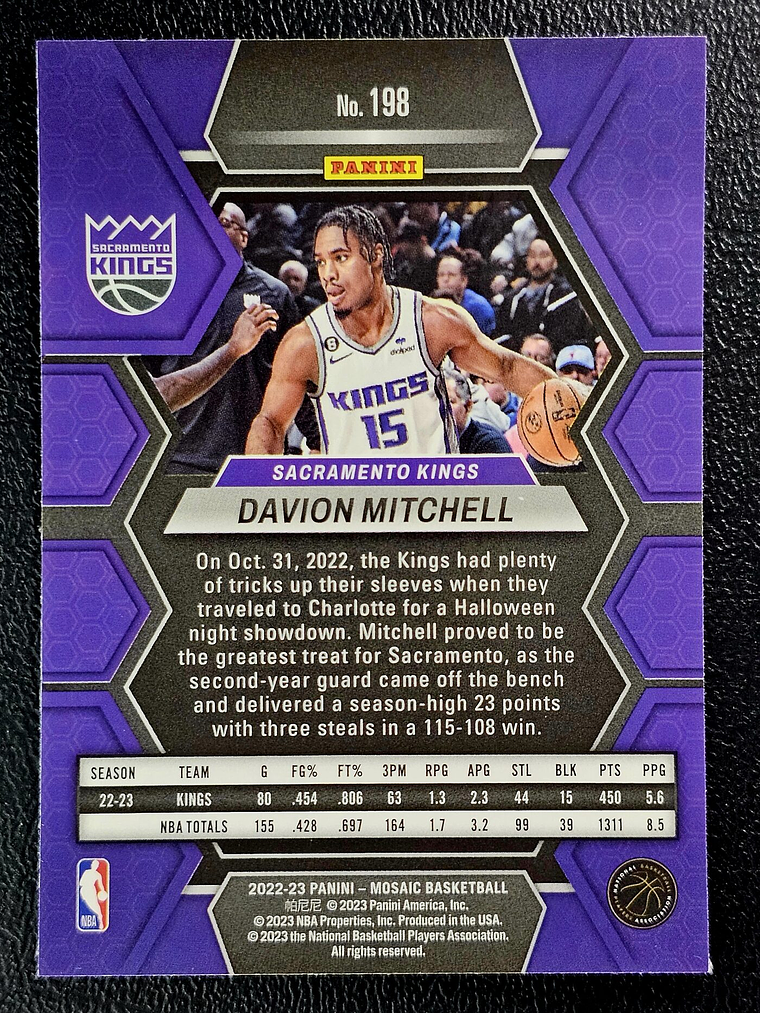 No. 198
PANINI
SACRAMENTO
KINGS
6
dialpad
KINGS
15
SACRAMENTO KINGS
DAVION MITCHELL
On Oct. 31, 2022, the Kings had plenty
of tricks up their sleeves when they
traveled to Charlotte for a Halloween
night showdown. Mitchell proved to be
the greatest treat for Sacramento, as the
second-year guard came off the bench
and delivered a season-high 23 points
with three steals in a 115-108 win.
SEASON TEAM G FG% FT% 3PM RPG APG STL BLK PTS PPG
22-23 KINGS 80 .454 .806 63 1.3 2.3 44 15 450 5.6
NBA TOTALS 155 .428 .697 164 1.7 3.2 99 39 1311 8.5
NBA
NATIONAL BASKETBALL PLAYERS ASSOCIATION
2022-23 PANINI – MOSAIC BASKETBALL
帕尼尼 © 2023 Panini America, Inc.
© 2023 NBA Properties, Inc. Produced in the USA.
© 2023 the National Basketball Players Association.
All rights reserved.